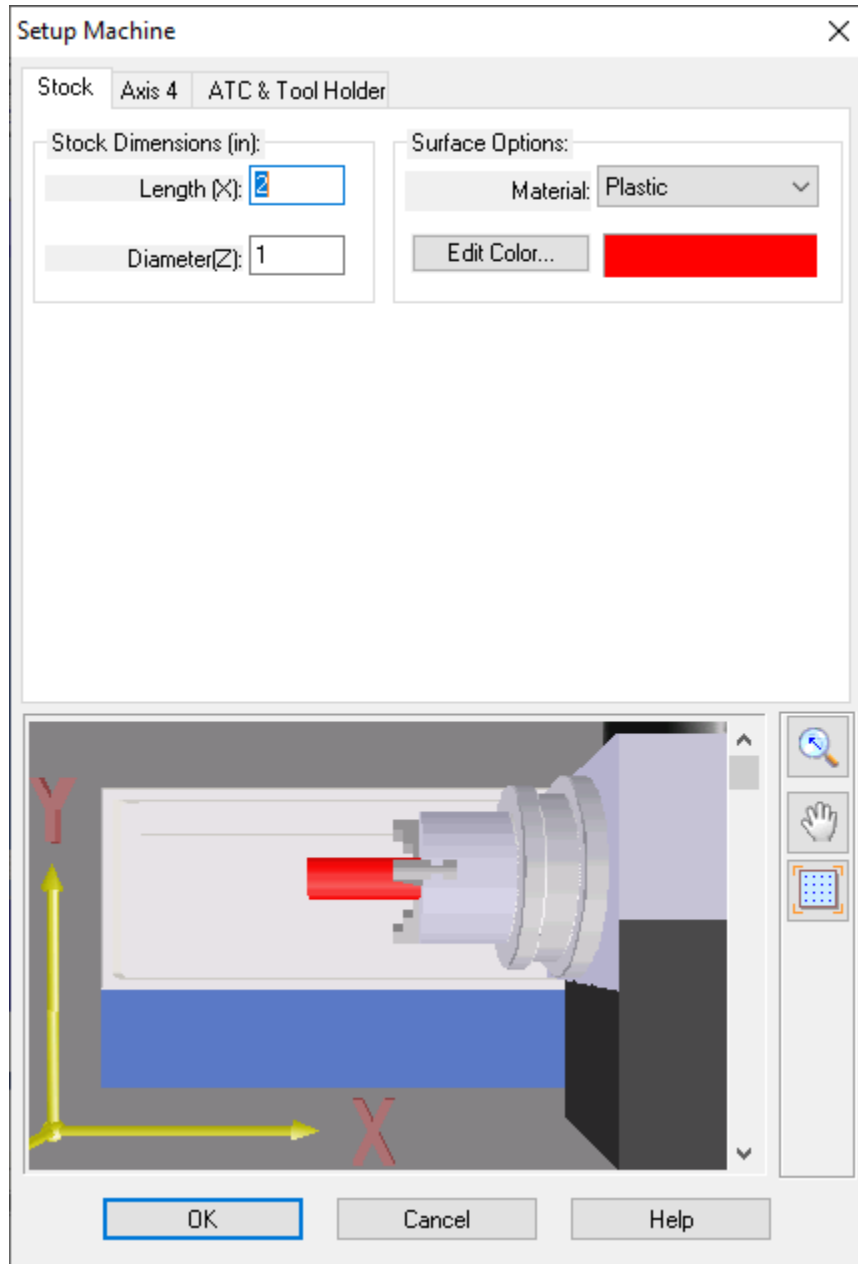 Setup Machine
Stock Axis 4 ATC & Tool Holder
Stock Dimensions (in):
Length (X): 2
Diameter(Z): 1
Surface Options:
Material: Plastic
Edit Color...
Y
X
OK Cancel Help